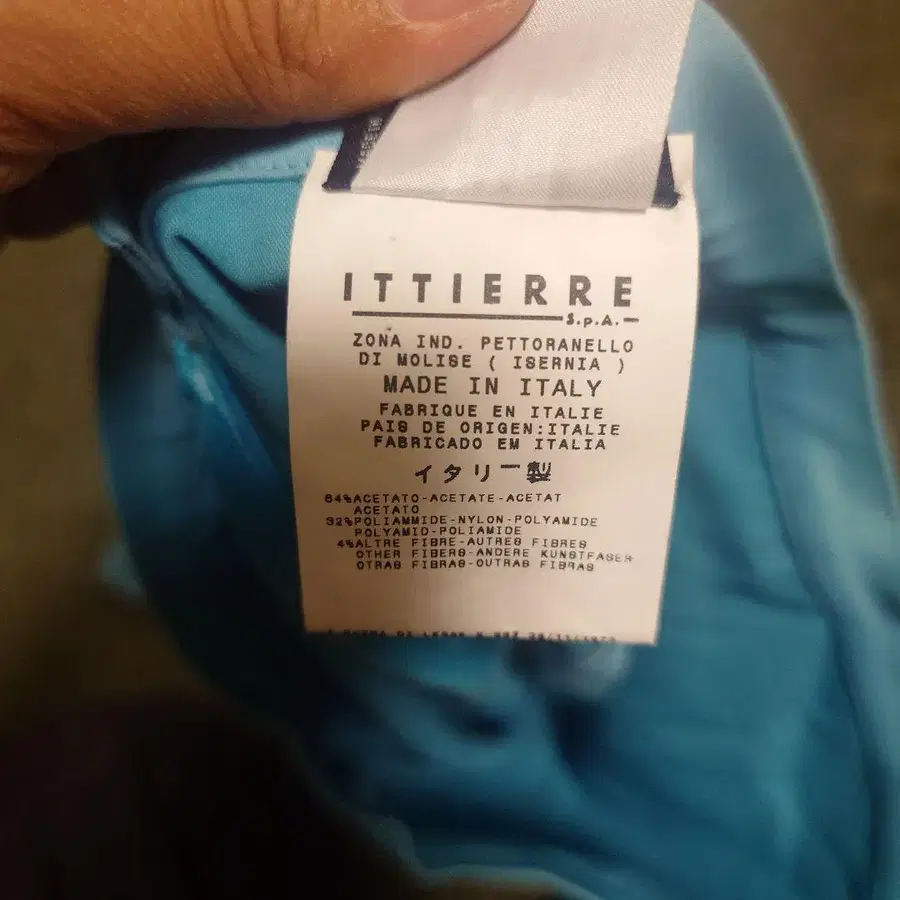 ITTIERRE
S.p.A.
ZONA IND. PETTORANELLO
DI MOLISE ( ISERNIA )
MADE IN ITALY
FABRIQUE EN ITALIE
PAIS DE ORIGEN:ITALIE
FABRICADO EM ITALIA
イタリー製
64%ACETATO-ACETATE-ACETAT
ACETATO
32%POLIAMMIDE-NYLON-POLYAMIDE
POLYAMID-POLIAMIDE
4%ALTRE FIBRE-AUTRES FIBRES
OTHER FIBERS-ANDERE KUNSTFASER
OTRAS FIBRAS-OUTRAS FIBRAS